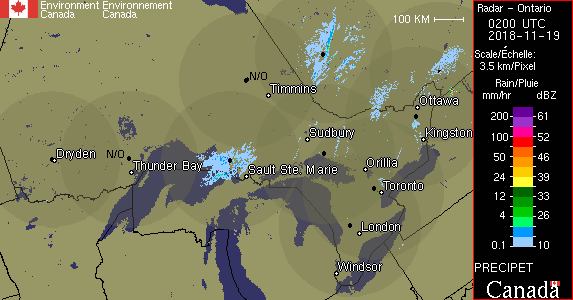 Environment Environnement
Canada Canada
100 KM
N/O
Timmins
Ottawa
Sudbury
Kingston
Dryden
N/O
Thunder Bay
Sault Ste. Marie
Orillia
Toronto
London
Windsor
Radar - Ontario
0200 UTC
2018-11-19
Scale/Échelle:
3.5 km/Pixel
Rain/Pluie
mm/hr dBZ
200 61
100 52
50 46
24 39
12 33
4 26
1 18
0.1 10
PRECIPET
Canada